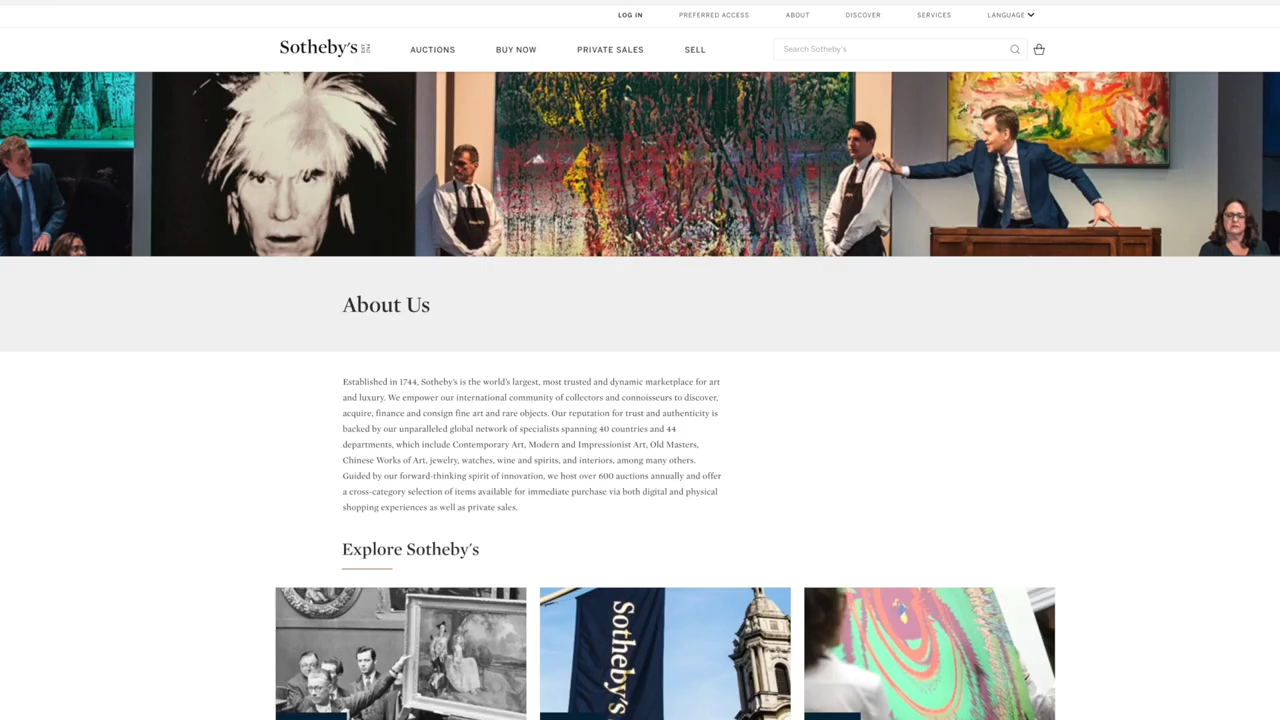 LOG IN PREFERRED ACCESS ABOUT DISCOVER SERVICES LANGUAGE
Sotheby's AUCTIONS BUY NOW PRIVATE SALES SELL Search Sotheby's
About Us
Established in 1744, Sotheby's is the world's largest, most trusted and dynamic marketplace for art
and luxury. We empower our international community of collectors and connoisseurs to discover,
acquire, finance and consign fine art and rare objects. Our reputation for trust and authenticity is
backed by our unparalleled global network of specialists spanning 40 countries and 44
departments, which include Contemporary Art, Modern and Impressionist Art, Old Masters,
Chinese Works of Art, jewelry, watches, wine and spirits, and interiors, among many others.
Guided by our forward-thinking spirit of innovation, we host over 600 auctions annually and offer
a cross-category selection of items available for immediate purchase via both digital and physical
shopping experiences as well as private sales.
Explore Sotheby's
Sotheby's